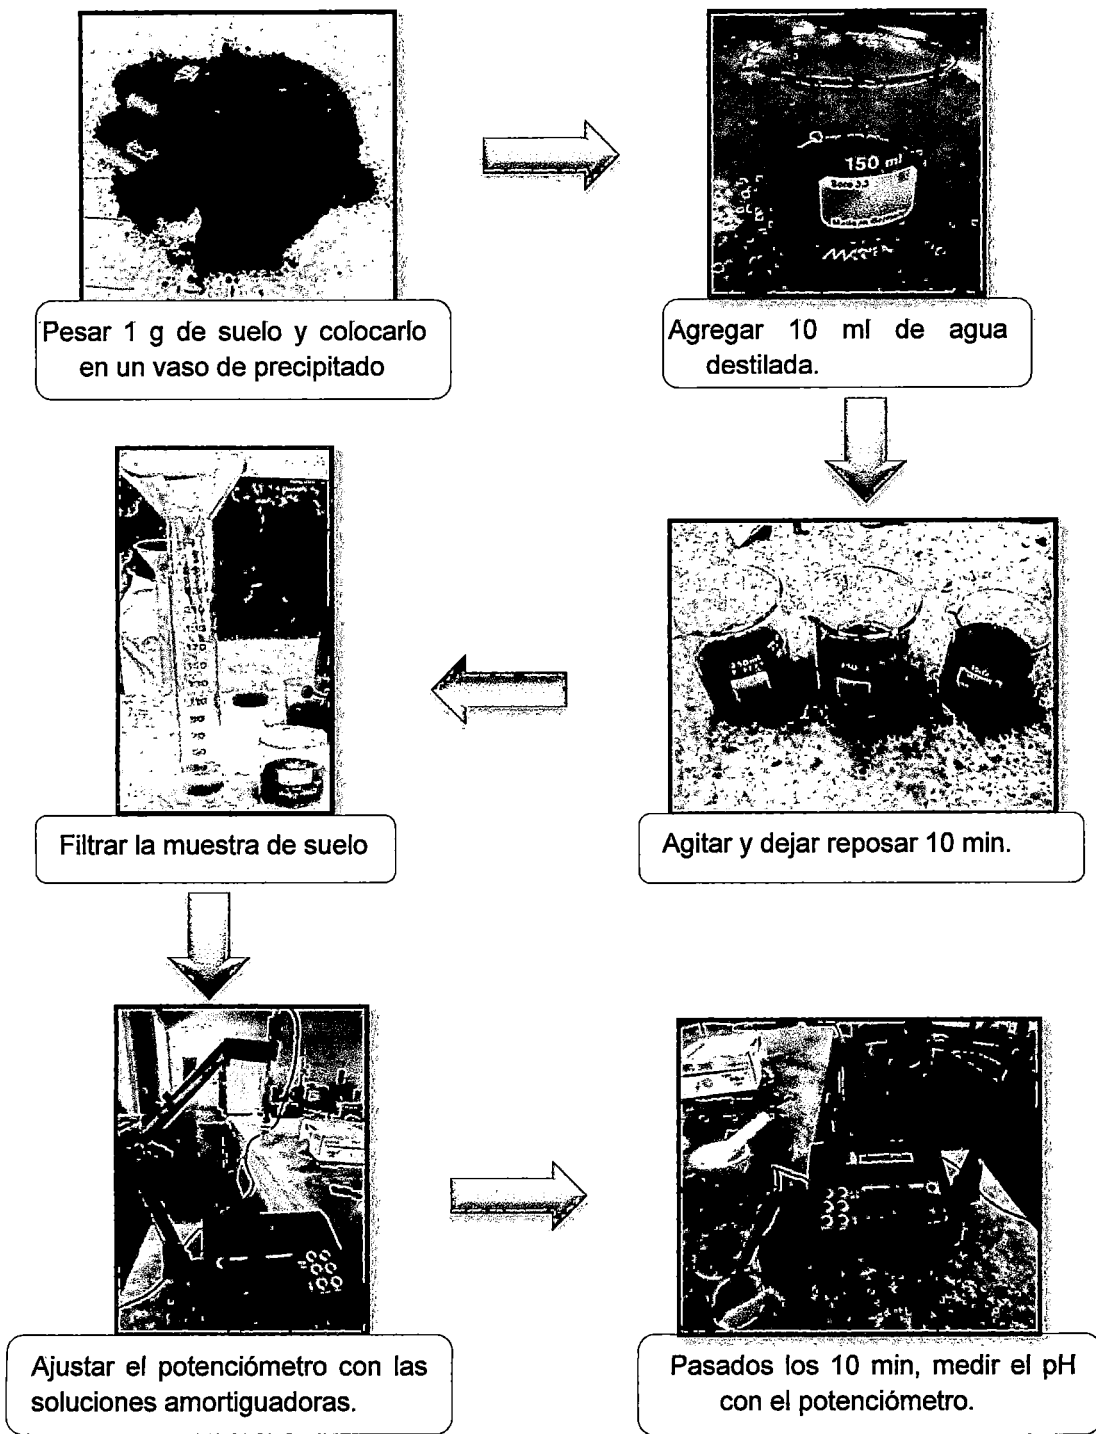 Pesar 1 g de suelo y colocarlo
en un vaso de precipitado
150 ml
Agregar 10 ml de agua
destilada.
Agitar y dejar reposar 10 min.
Filtrar la muestra de suelo
Ajustar el potenciómetro con las
soluciones amortiguadoras.
Pasados los 10 min, medir el pH
con el potenciómetro.